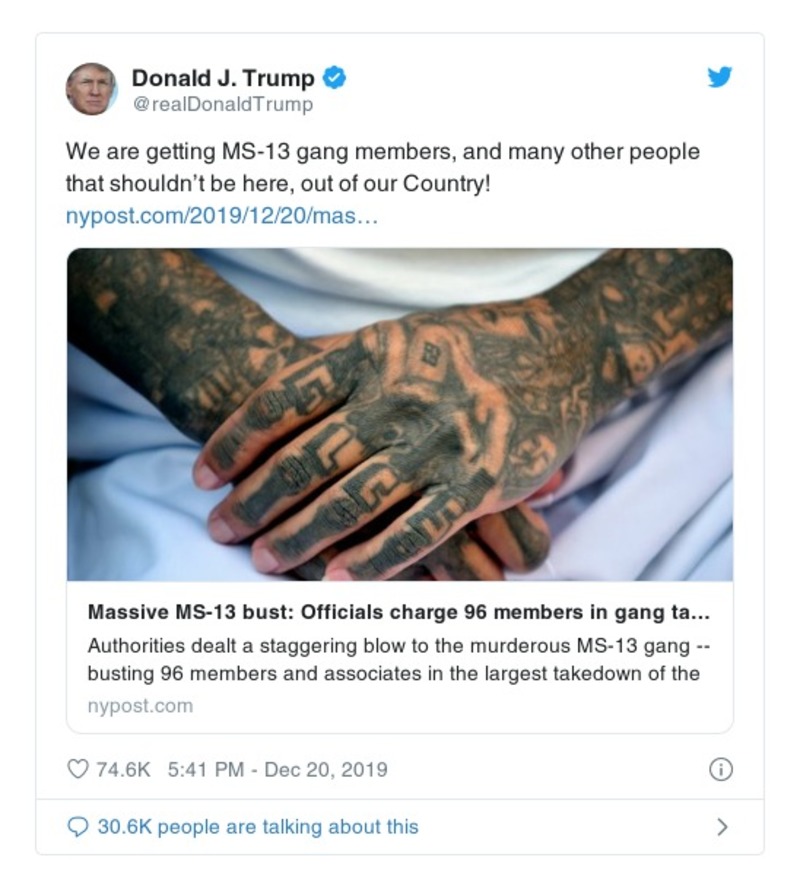 Donald J. Trump
@realDonaldTrump
We are getting MS-13 gang members, and many other people
that shouldn’t be here, out of our Country!
nypost.com/2019/12/20/mas…
Massive MS-13 bust: Officials charge 96 members in gang ta…
Authorities dealt a staggering blow to the murderous MS-13 gang --
busting 96 members and associates in the largest takedown of the
nypost.com
74.6K 5:41 PM - Dec 20, 2019
30.6K people are talking about this